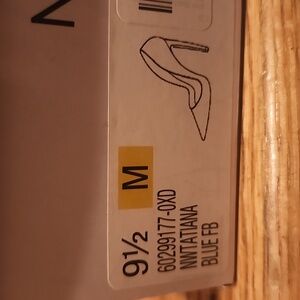 N
9½ M
60299177-0XD
NWTATIANA
BLUE FB